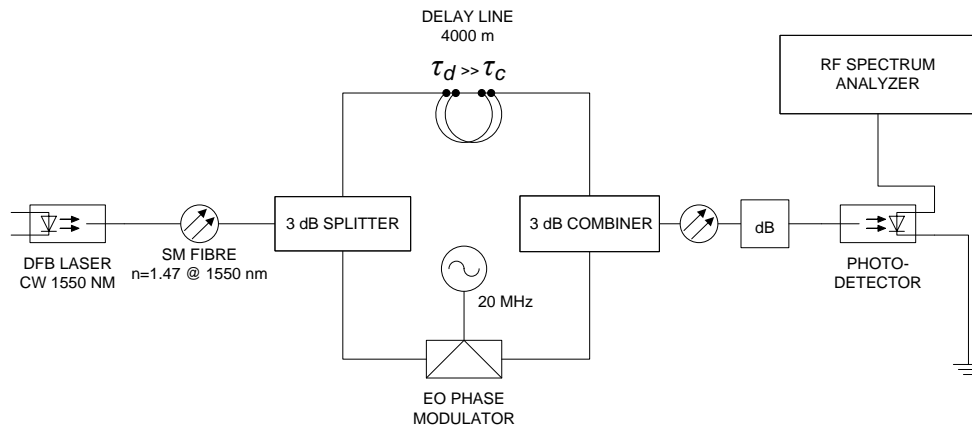 DELAY LINE
4000 m
τd >> τc
RF SPECTRUM
ANALYZER
3 dB SPLITTER
3 dB COMBINER
dB
DFB LASER
CW 1550 NM
SM FIBRE
n=1.47 @ 1550 nm
20 MHz
PHOTO-
DETECTOR
EO PHASE
MODULATOR